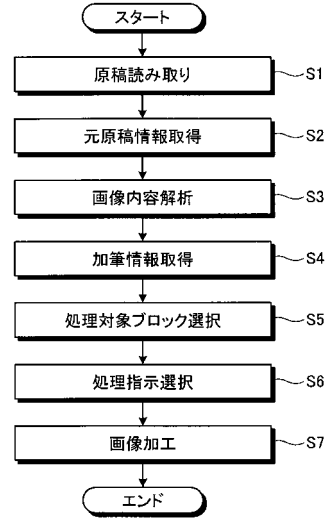 スタート
原稿読み取り S1
元原稿情報取得 S2
画像内容解析 S3
加筆情報取得 S4
処理対象ブロック選択 S5
処理指示選択 S6
画像加工 S7
エンド